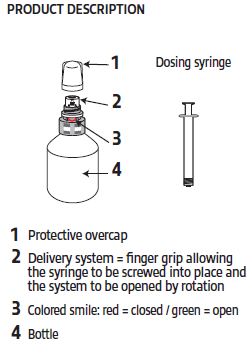 PRODUCT DESCRIPTION
1
Dosing syringe
2
3
4
1 Protective overcap
2 Delivery system = finger grip allowing
the syringe to be screwed into place and
the system to be opened by rotation
3 Colored smile: red = closed / green = open
4 Bottle